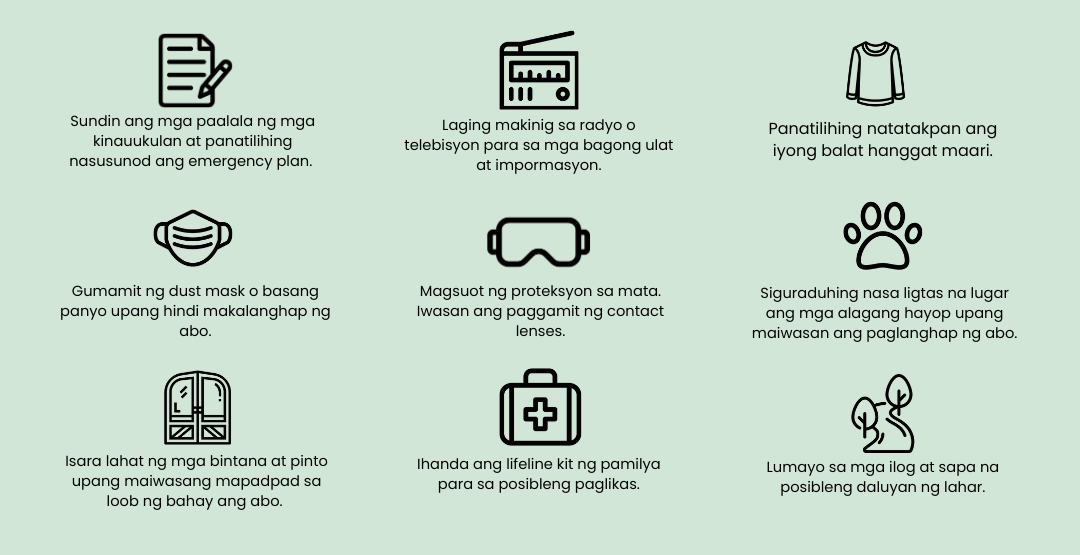 Sundin ang mga paalala ng mga
kinauukulan at panatilihing
nasusunod ang emergency plan.
Laging makinig sa radyo o
telebisyon para sa mga bagong ulat
at impormasyon.
Panatilihing natatakpan ang
iyong balat hanggat maari.
Gumamit ng dust mask o basang
panyo upang hindi makalanghap ng
abo.
Magsuot ng proteksyon sa mata.
Iwasan ang paggamit ng contact
lenses.
Siguraduhing nasa ligtas na lugar
ang mga alagang hayop upang
maiwasan ang paglanghap ng abo.
Isara lahat ng mga bintana at pinto
upang maiwasang mapadpad sa
loob ng bahay ang abo.
Ihanda ang lifeline kit ng pamilya
para sa posibleng paglikas.
Lumayo sa mga ilog at sapa na
posibleng daluyan ng lahar.